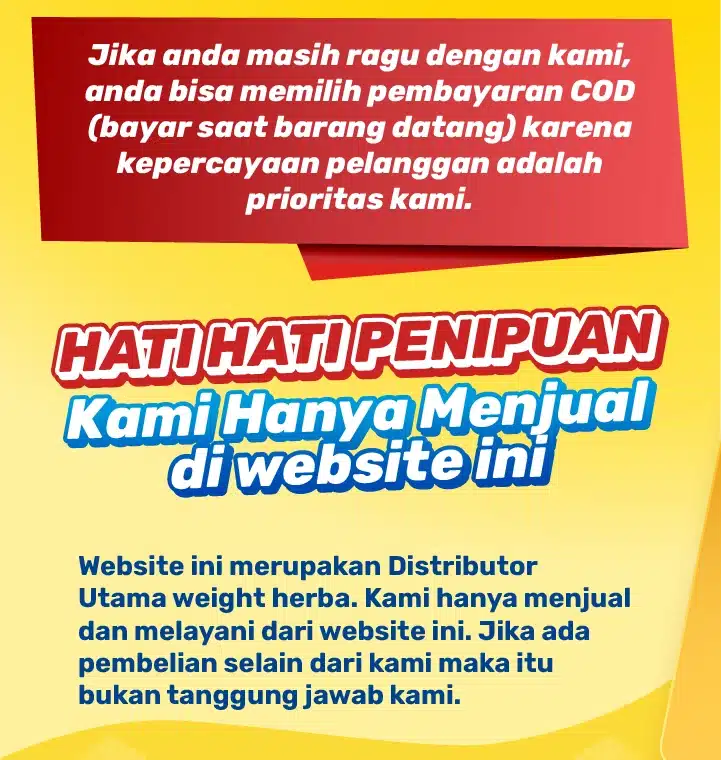 Jika anda masih ragu dengan kami,
anda bisa memilih pembayaran COD
(bayar saat barang datang) karena
kepercayaan pelanggan adalah
prioritas kami.
HATI HATI PENIPUAN
Kami Hanya Menjual
di website ini
Website ini merupakan Distributor
Utama weight herba. Kami hanya menjual
dan melayani dari website ini. Jika ada
pembelian selain dari kami maka itu
bukan tanggung jawab kami.